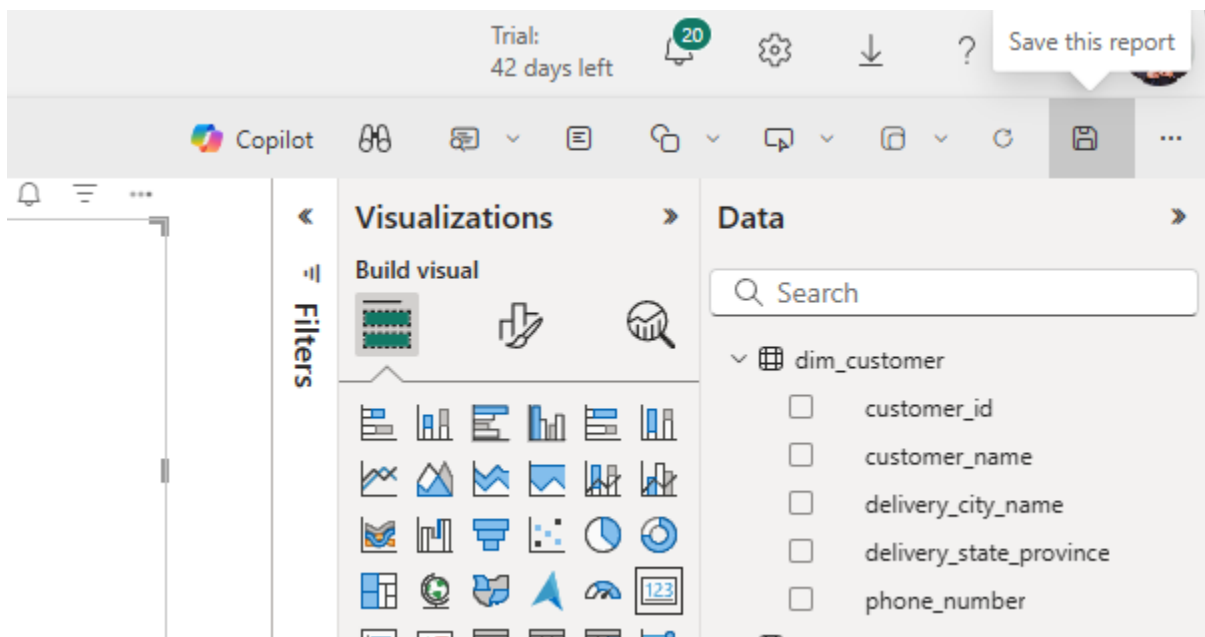 Trial:
42 days left
20
?
Save this report
Copilot
Visualizations
Data
Build visual
Search
Filters
dim_customer
customer_id
customer_name
delivery_city_name
delivery_state_province
123
phone_number